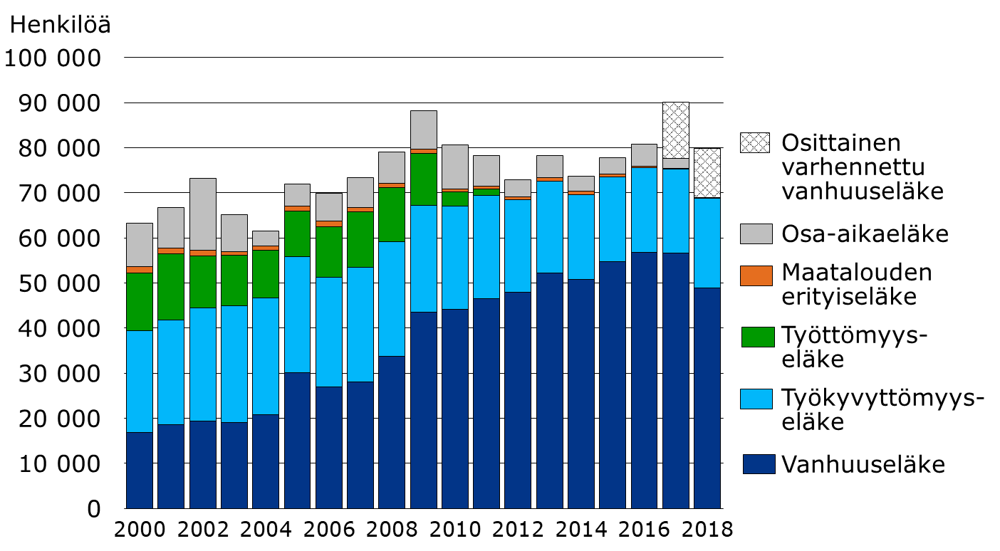 Henkilöä
100 000
90 000
80 000
70 000
60 000
50 000
40 000
30 000
20 000
10 000
0
2000 2002 2004 2006 2008 2010 2012 2014 2016 2018
Osittainen
varhennettu
vanhuuseläke
Osa-aikaeläke
Maatalouden
erityiseläke
Työttömyys-
eläke
Työkyvyttömyys-
eläke
Vanhuuseläke